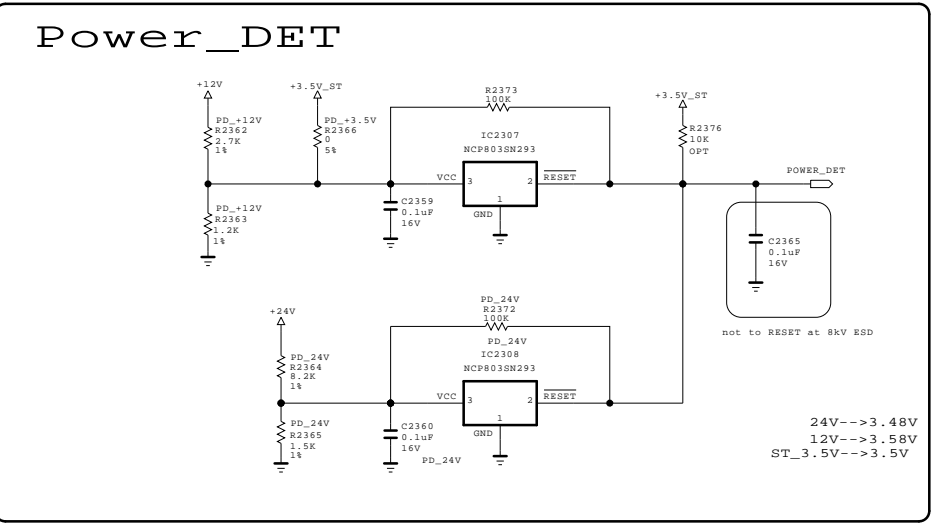 Power_DET
+12V
+3.5V_ST
R2373
100K
+3.5V_ST
PD_+12V
R2362
2.7K
1%
PD_+3.5V
R2366
0
5%
IC2307
NCP803SN293
R2376
10K
OPT
POWER_DET
VCC
3
2
RESET
1
GND
PD_+12V
R2363
1.2K
1%
C2359
0.1uF
16V
C2365
0.1uF
16V
not to RESET at 8kV ESD
+24V
PD_24V
R2372
100K
PD_24V
IC2308
NCP803SN293
PD_24V
R2364
8.2K
1%
VCC
3
2
RESET
1
GND
PD_24V
R2365
1.5K
1%
C2360
0.1uF
16V
PD_24V
24V-->3.48V
12V-->3.58V
ST_3.5V-->3.5V